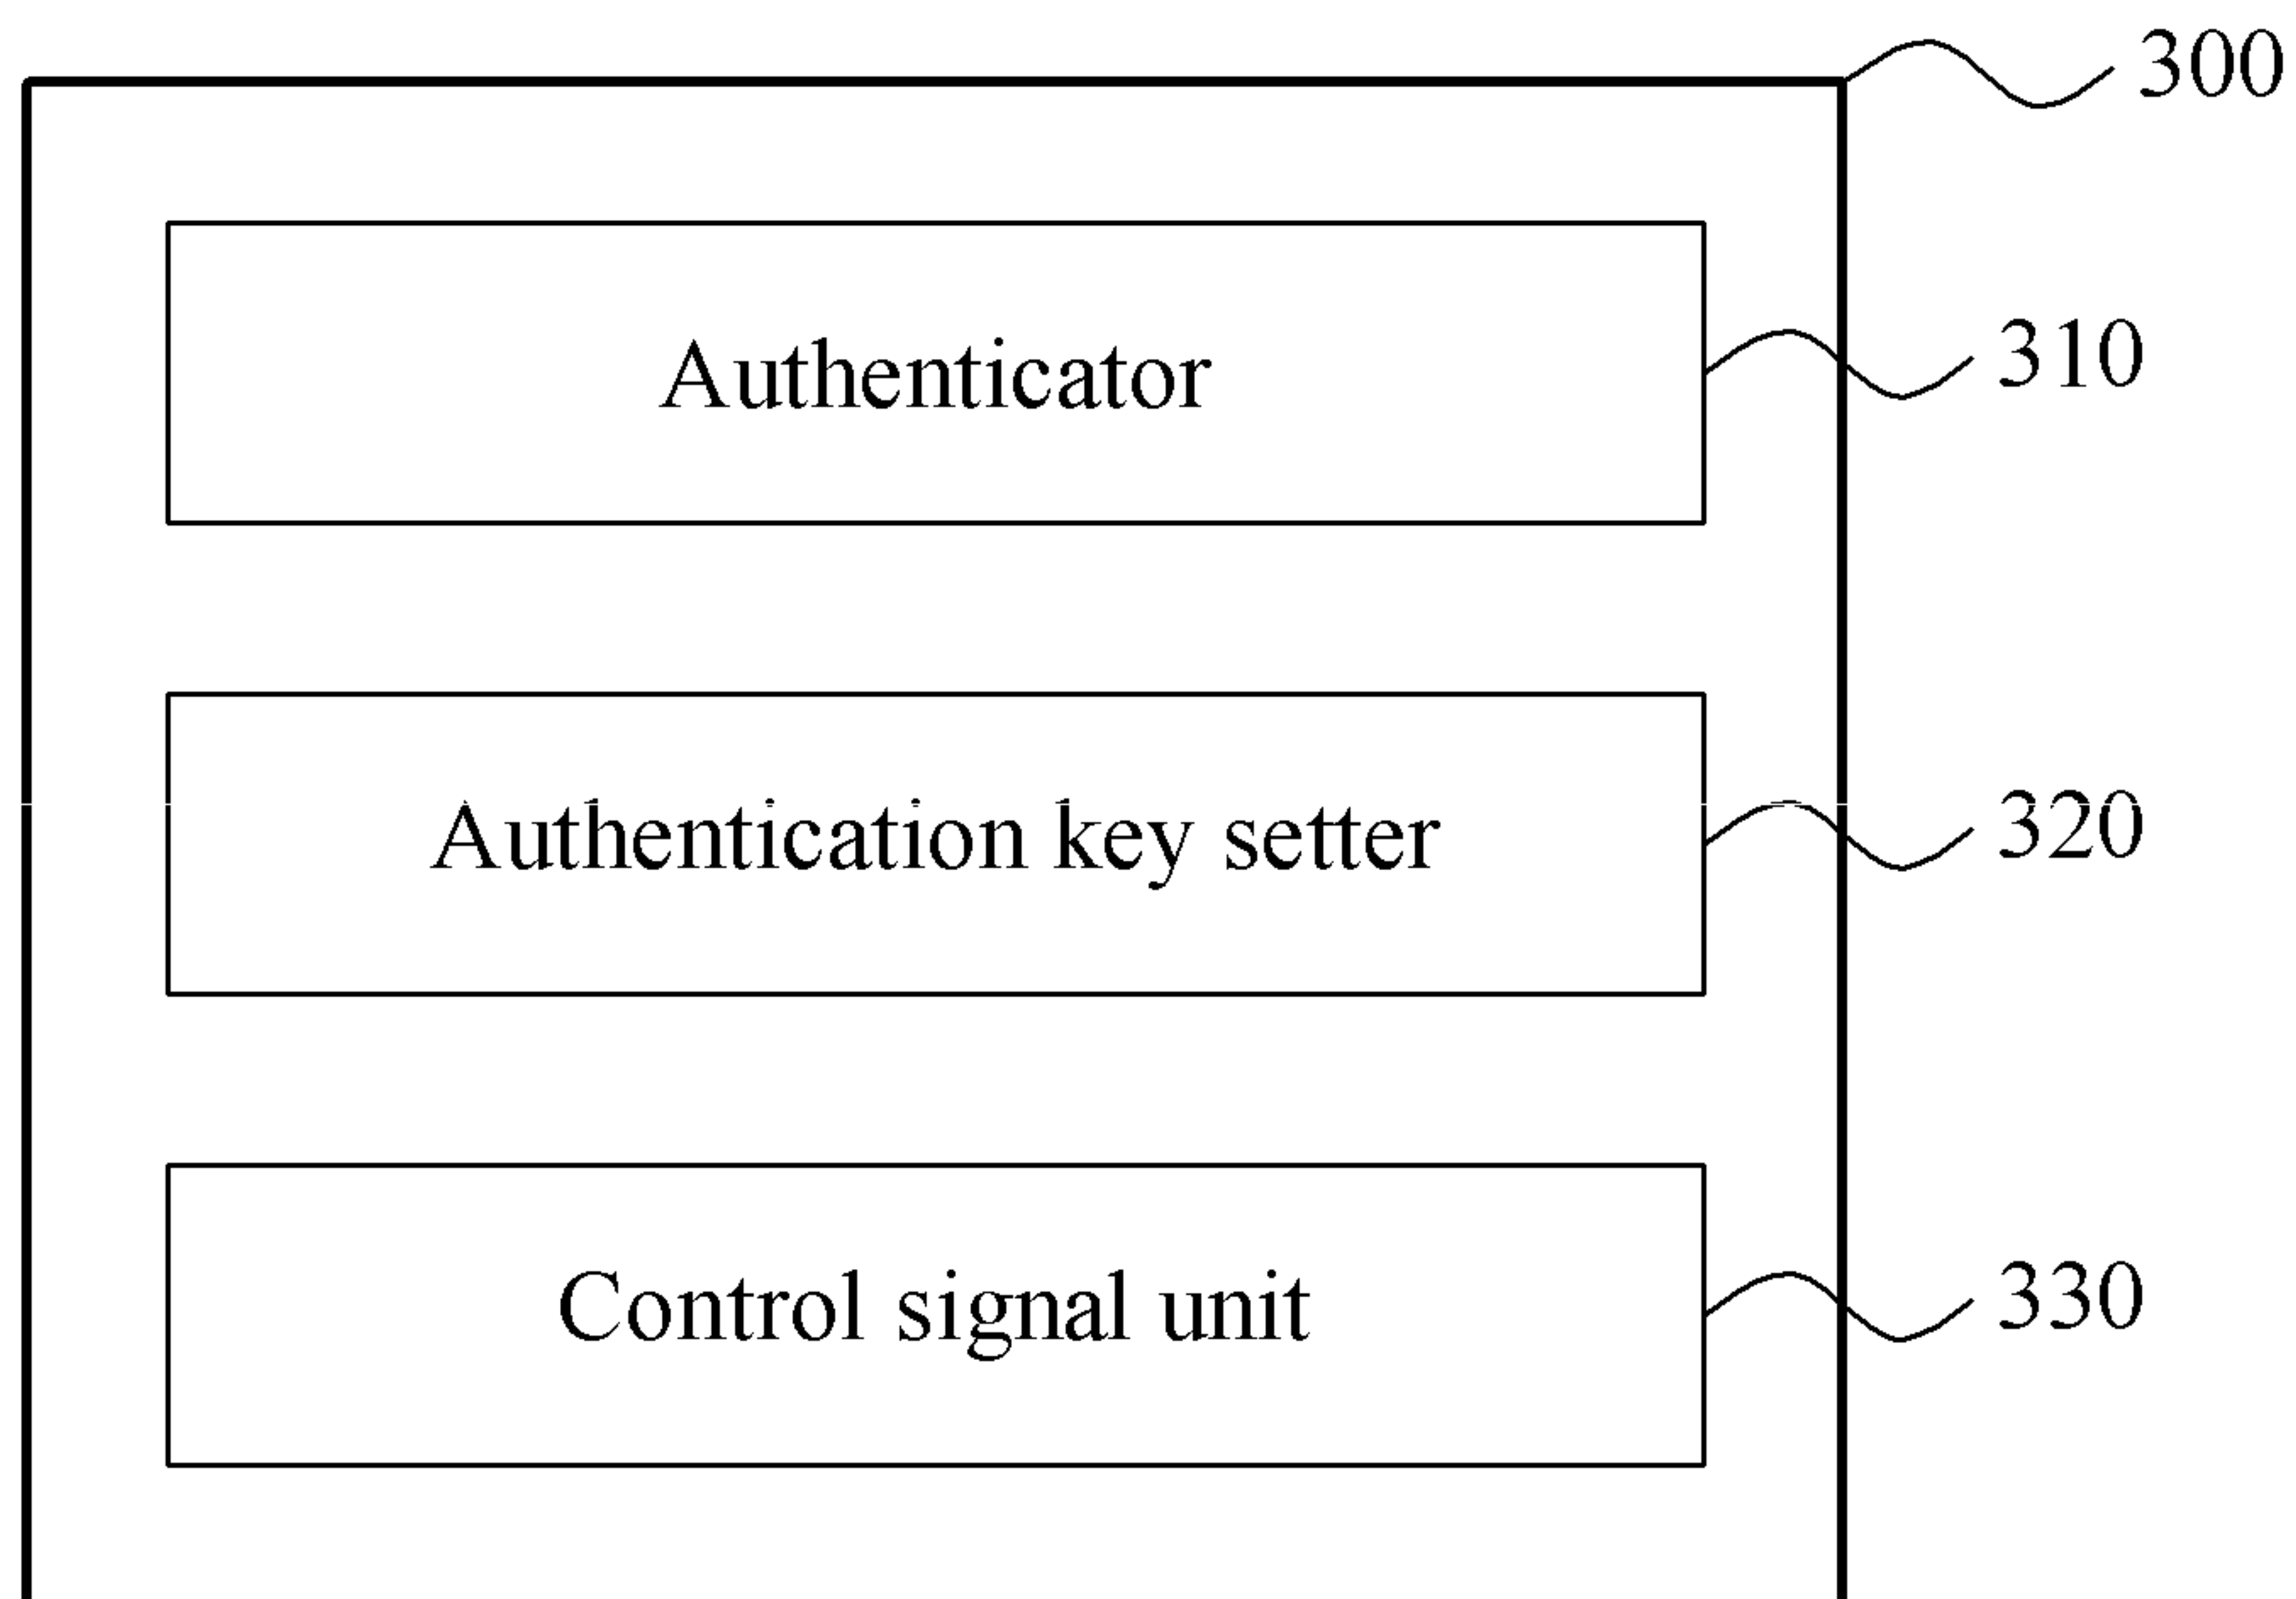 300
Authenticator 310
Authentication key setter 320
Control signal unit 330